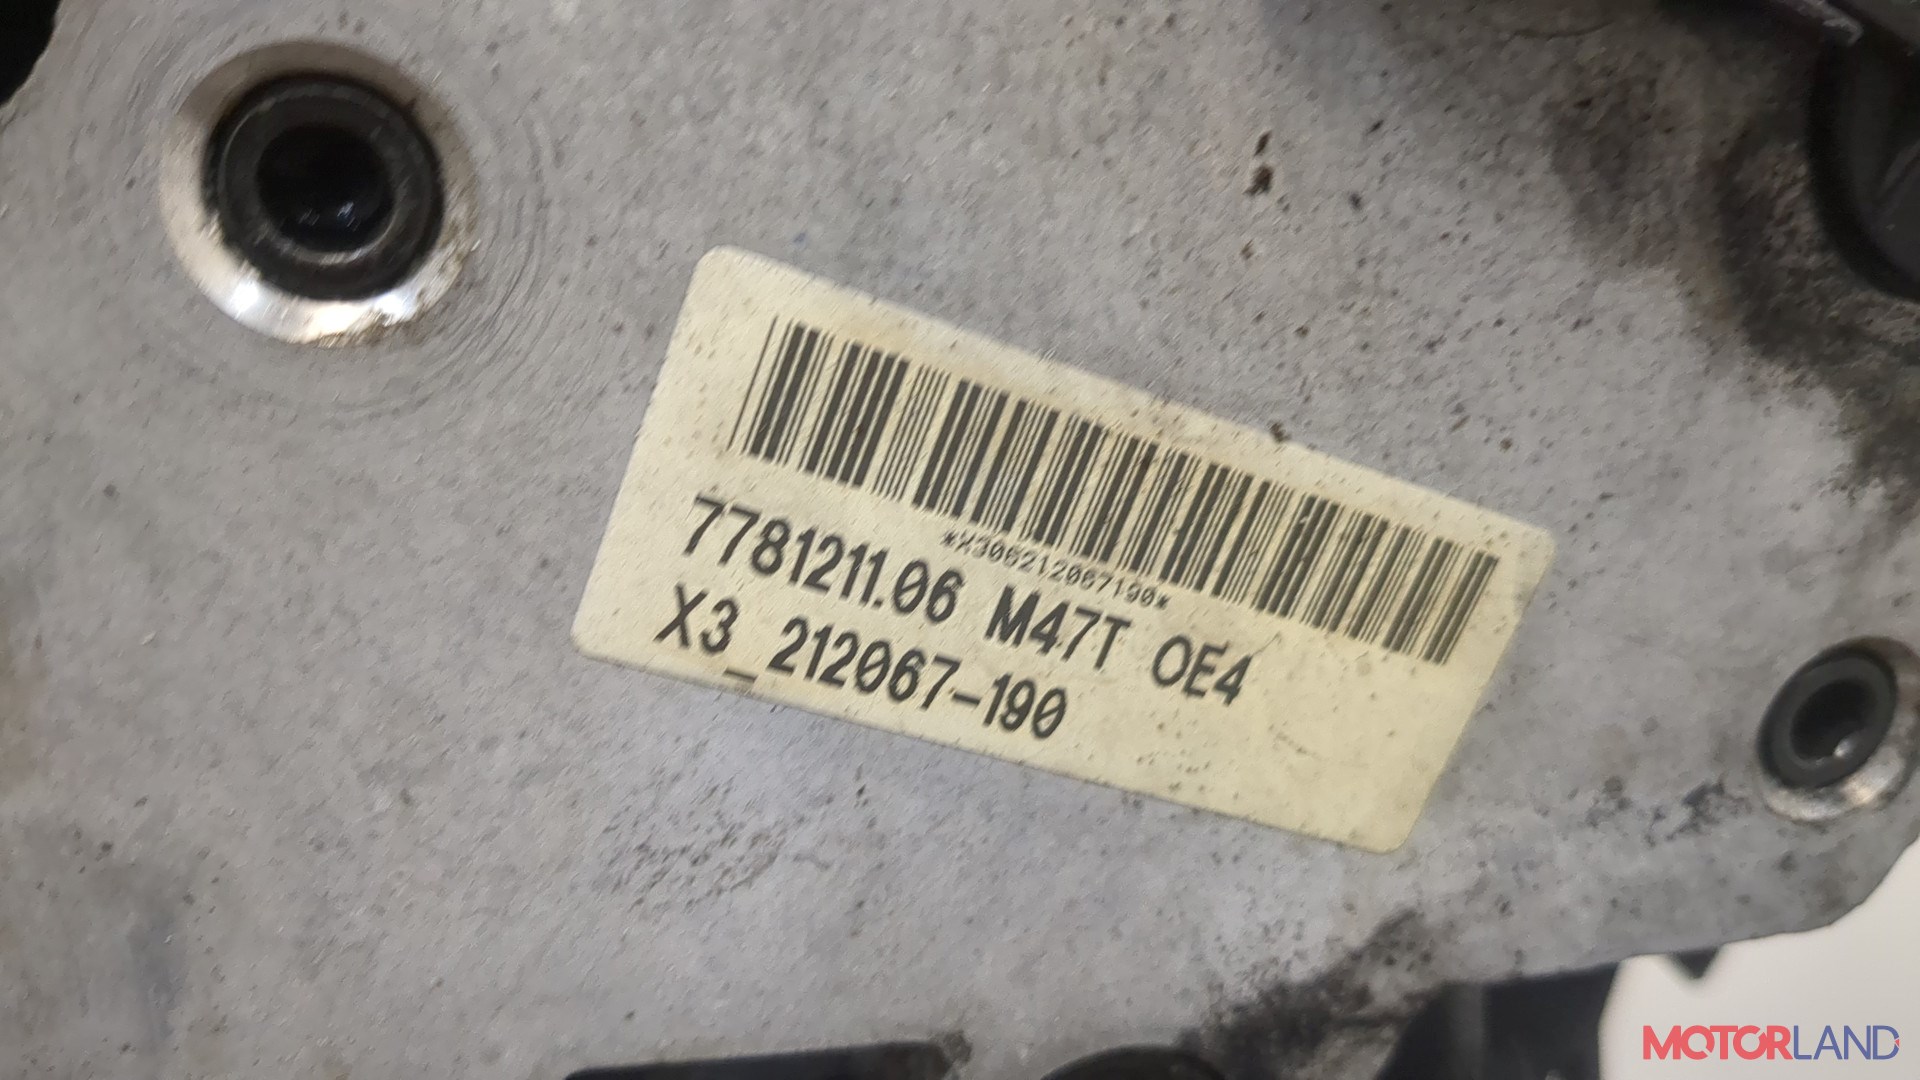 *X306212067190*
7781211.06 M47T OE4
X3_212067-190
MOTORLAND